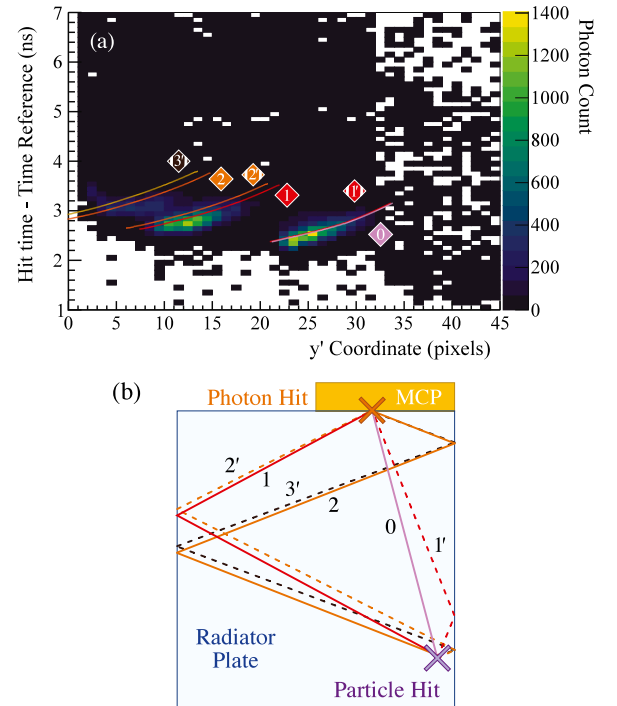 (a)
Hit time - Time Reference (ns)
7
6
5
4
3
2
1
3'
2
2'
1
1'
0
0 5 10 15 20 25 30 35 40 45
y' Coordinate (pixels)
1400
1200
1000
800
600
400
200
0
Photon Count
(b)
Photon Hit
MCP
2'
1
3'
2
0
1'
Radiator
Plate
Particle Hit